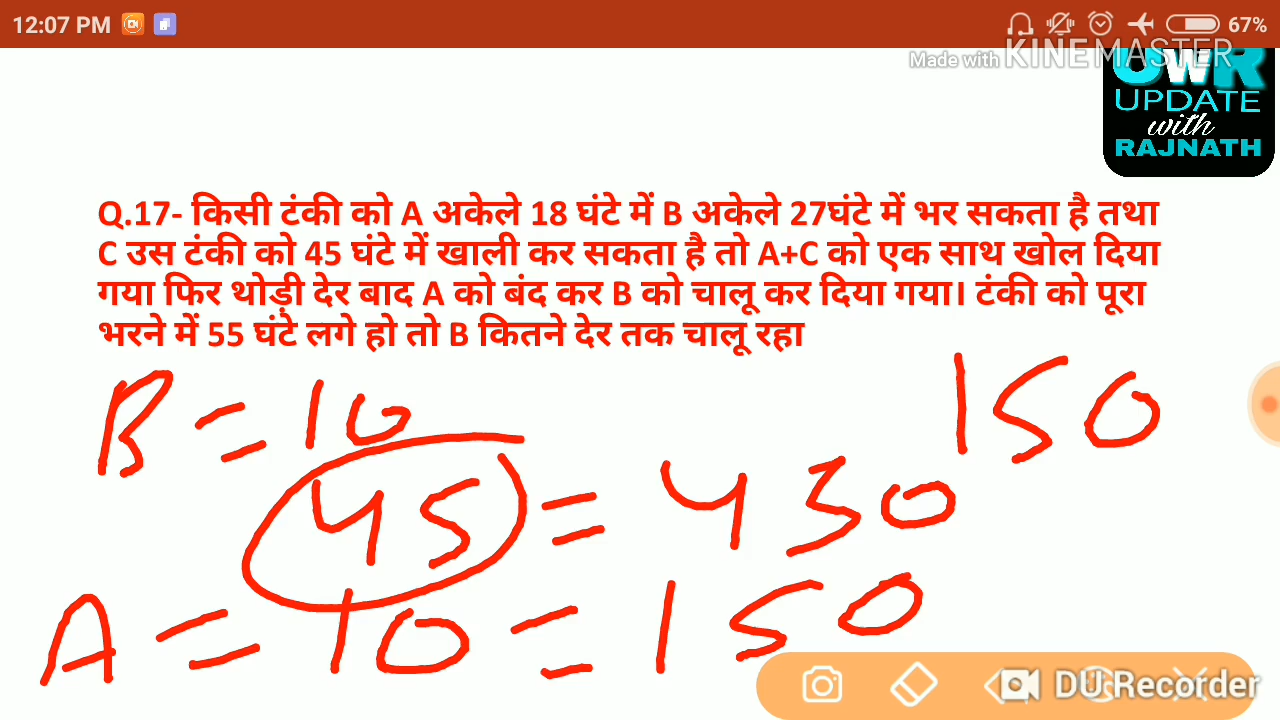 12:07 PM
67%
Made with KINEMASTER
UWR
UPDATE
with
RAJNATH
Q.17- किसी टंकी को A अकेले 18 घंटे में B अकेले 27घंटे में भर सकता है तथा
C उस टंकी को 45 घंटे में खाली कर सकता है तो A+C को एक साथ खोल दिया
गया फिर थोड़ी देर बाद A को बंद कर B को चालू कर दिया गया। टंकी को पूरा
भरने में 55 घंटे लगे हो तो B कितने देर तक चालू रहा
B = 10
150
45 = 430
A = 10 = 150
DU Recorder